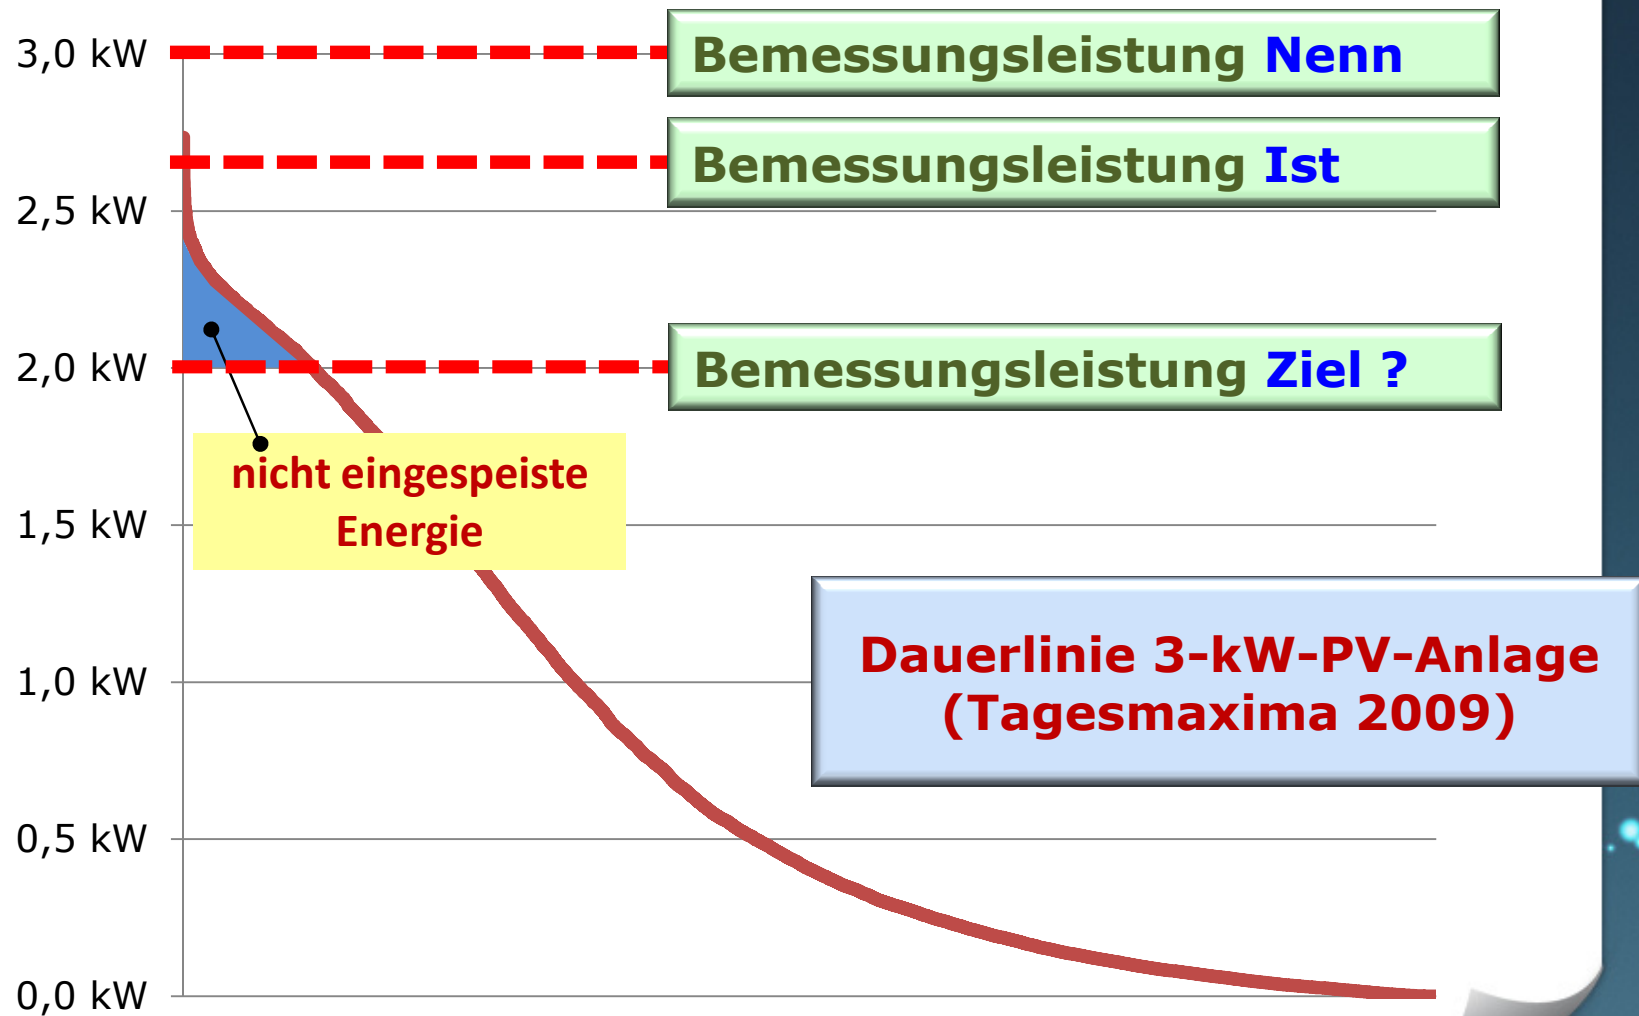 3,0 kW
Bemessungsleistung Nenn
Bemessungsleistung Ist
2,5 kW
2,0 kW
Bemessungsleistung Ziel ?
nicht eingespeiste
Energie
1,5 kW
Dauerlinie 3-kW-PV-Anlage
(Tagesmaxima 2009)
1,0 kW
0,5 kW
0,0 kW